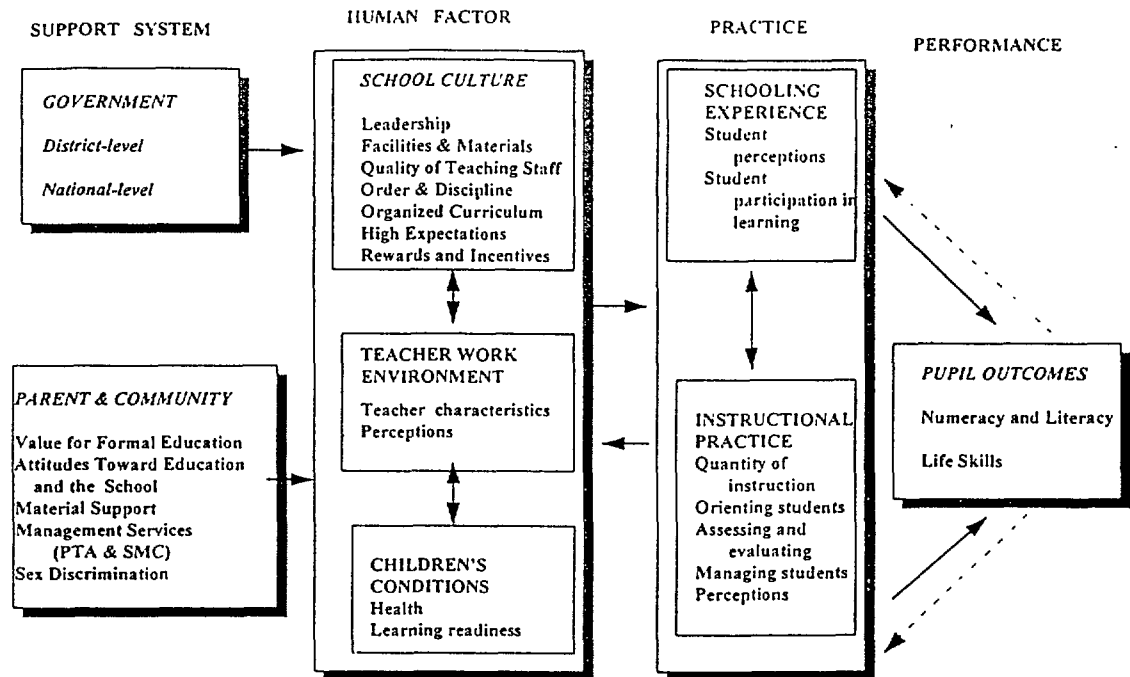 SUPPORT SYSTEM
GOVERNMENT
District-level
National-level
PARENT & COMMUNITY
Value for Formal Education
Attitudes Toward Education
and the School
Material Support
Management Services
(PTA & SMC)
Sex Discrimination
HUMAN FACTOR
SCHOOL CULTURE
Leadership
Facilities & Materials
Quality of Teaching Staff
Order & Discipline
Organized Curriculum
High Expectations
Rewards and Incentives
TEACHER WORK
ENVIRONMENT
Teacher characteristics
Perceptions
CHILDREN'S
CONDITIONS
Health
Learning readiness
PRACTICE
SCHOOLING
EXPERIENCE
Student
perceptions
Student
participation in
learning
INSTRUCTIONAL
PRACTICE
Quantity of
instruction
Orienting students
Assessing and
evaluating
Managing students
Perceptions
PERFORMANCE
PUPIL OUTCOMES
Numeracy and Literacy
Life Skills